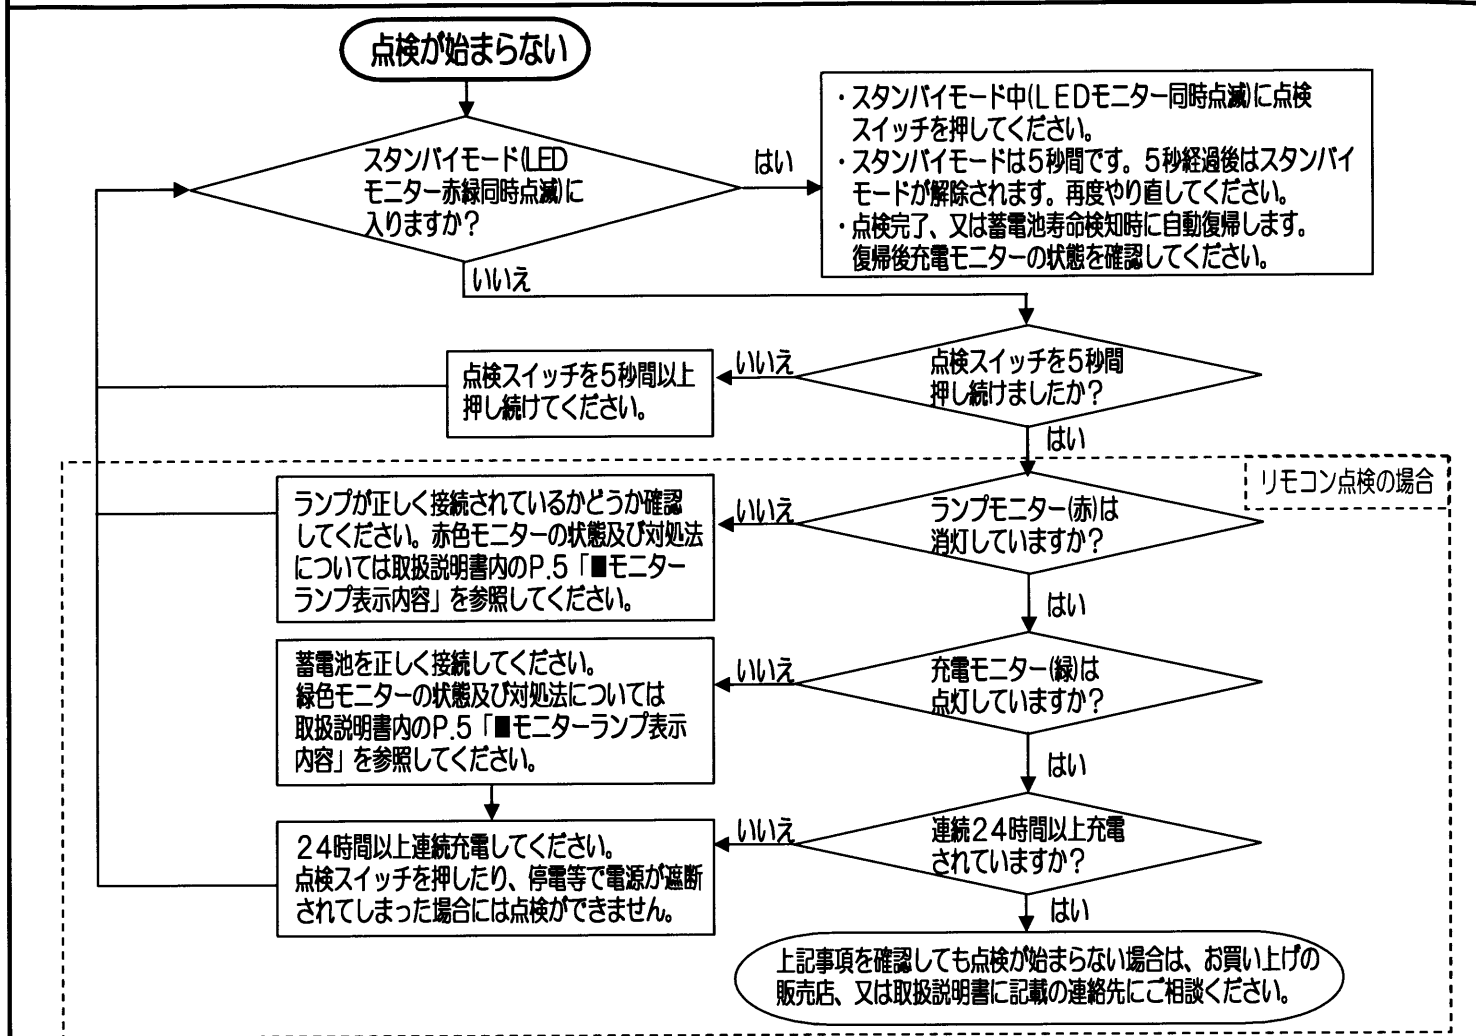 点検が始まらない
スタンバイモード(LED
モニター赤緑同時点滅)に
入りますか？
はい
・スタンバイモード中(ＬＥＤモニター同時点滅)に点検
スイッチを押してください。
・スタンバイモードは５秒間です。５秒経過後はスタンバイ
モードが解除されます。再度やり直してください。
・点検完了、又は蓄電池寿命検知時に自動復帰します。
復帰後充電モニターの状態を確認してください。
いいえ
点検スイッチを５秒間
押し続けましたか？
いいえ
点検スイッチを５秒間以上
押し続けてください。
はい
リモコン点検の場合
ランプモニター(赤)は
消灯していますか？
いいえ
ランプが正しく接続されているかどうか確認
してください。赤色モニターの状態及び対処法
については取扱説明書内のＰ.５「■モニター
ランプ表示内容」を参照してください。
はい
充電モニター(緑)は
点灯していますか？
いいえ
蓄電池を正しく接続してください。
緑色モニターの状態及び対処法については
取扱説明書内のＰ.５「■モニターランプ表示
内容」を参照してください。
はい
連続２４時間以上充電
されていますか？
いいえ
２４時間以上連続充電してください。
点検スイッチを押したり、停電等で電源が遮断
されてしまった場合には点検ができません。
はい
上記事項を確認しても点検が始まらない場合は、お買い上げの
販売店、又は取扱説明書に記載の連絡先にご相談ください。